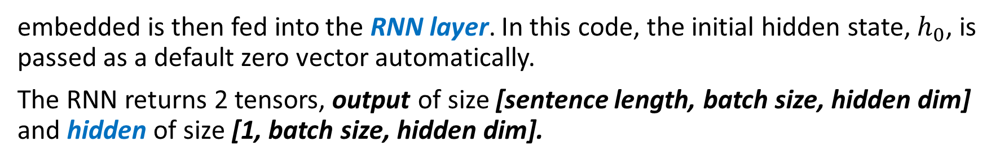 embedded is then fed into the RNN layer. In this code, the initial hidden state, h₀, is
passed as a default zero vector automatically.
The RNN returns 2 tensors, output of size [sentence length, batch size, hidden dim]
and hidden of size [1, batch size, hidden dim].